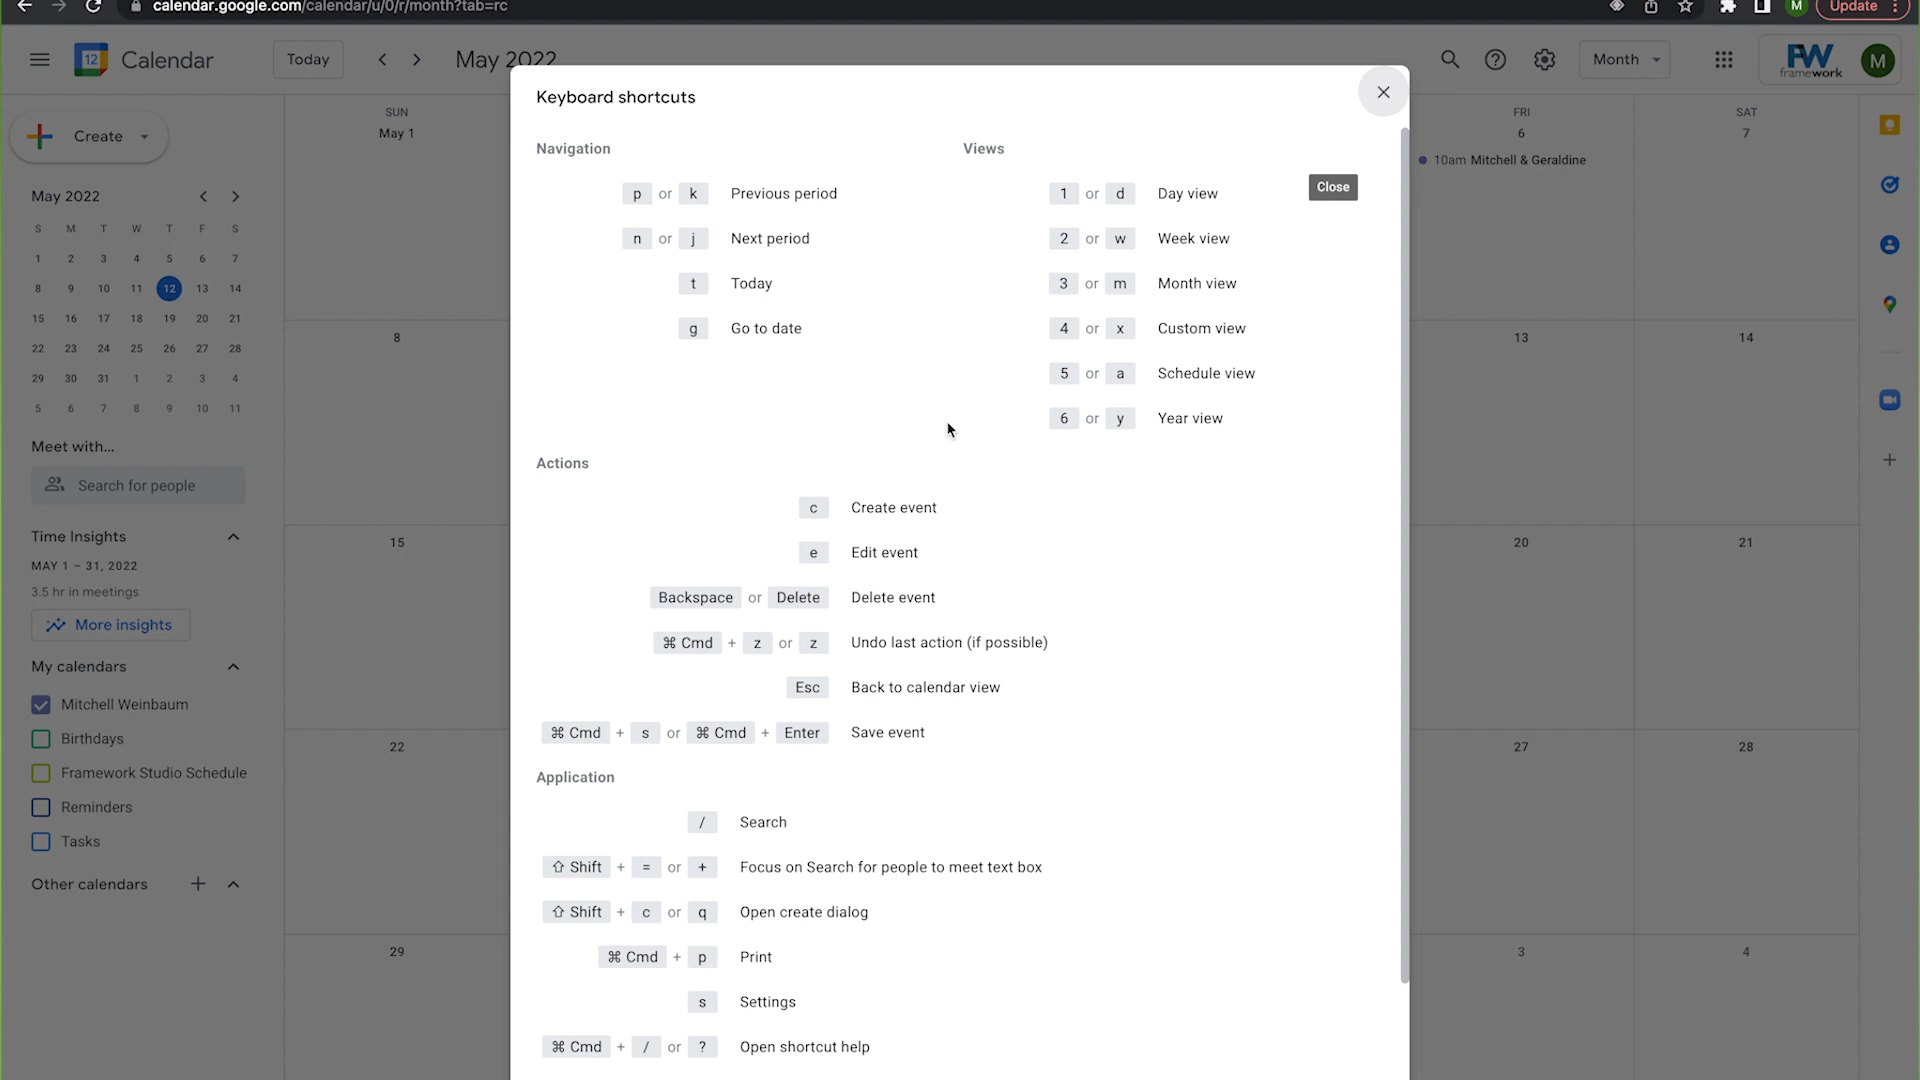 calendar.google.com/calendar/u/0/r/month?tab=rc
M
Update
12
Calendar
Today
May 2022
Month
FW
framework
M
Create
May 2022
S M T W T F S
1 2 3 4 5 6 7
8 9 10 11 12 13 14
15 16 17 18 19 20 21
22 23 24 25 26 27 28
29 30 31 1 2 3 4
5 6 7 8 9 10 11
Meet with...
Search for people
Time Insights
MAY 1 – 31, 2022
3.5 hr in meetings
More insights
My calendars
Mitchell Weinbaum
Birthdays
Framework Studio Schedule
Reminders
Tasks
Other calendars
SUN
May 1
8
15
22
29
Keyboard shortcuts
Navigation
p or k Previous period
n or j Next period
t Today
g Go to date
Views
1 or d Day view
2 or w Week view
3 or m Month view
4 or x Custom view
5 or a Schedule view
6 or y Year view
Close
Actions
c Create event
e Edit event
Backspace or Delete Delete event
⌘ Cmd + z or z Undo last action (if possible)
Esc Back to calendar view
⌘ Cmd + s or ⌘ Cmd + Enter Save event
Application
/ Search
⇧ Shift + = or + Focus on Search for people to meet text box
⇧ Shift + c or q Open create dialog
⌘ Cmd + p Print
s Settings
⌘ Cmd + / or ? Open shortcut help
FRI
6
10am Mitchell & Geraldine
13
20
27
3
SAT
7
14
21
28
4